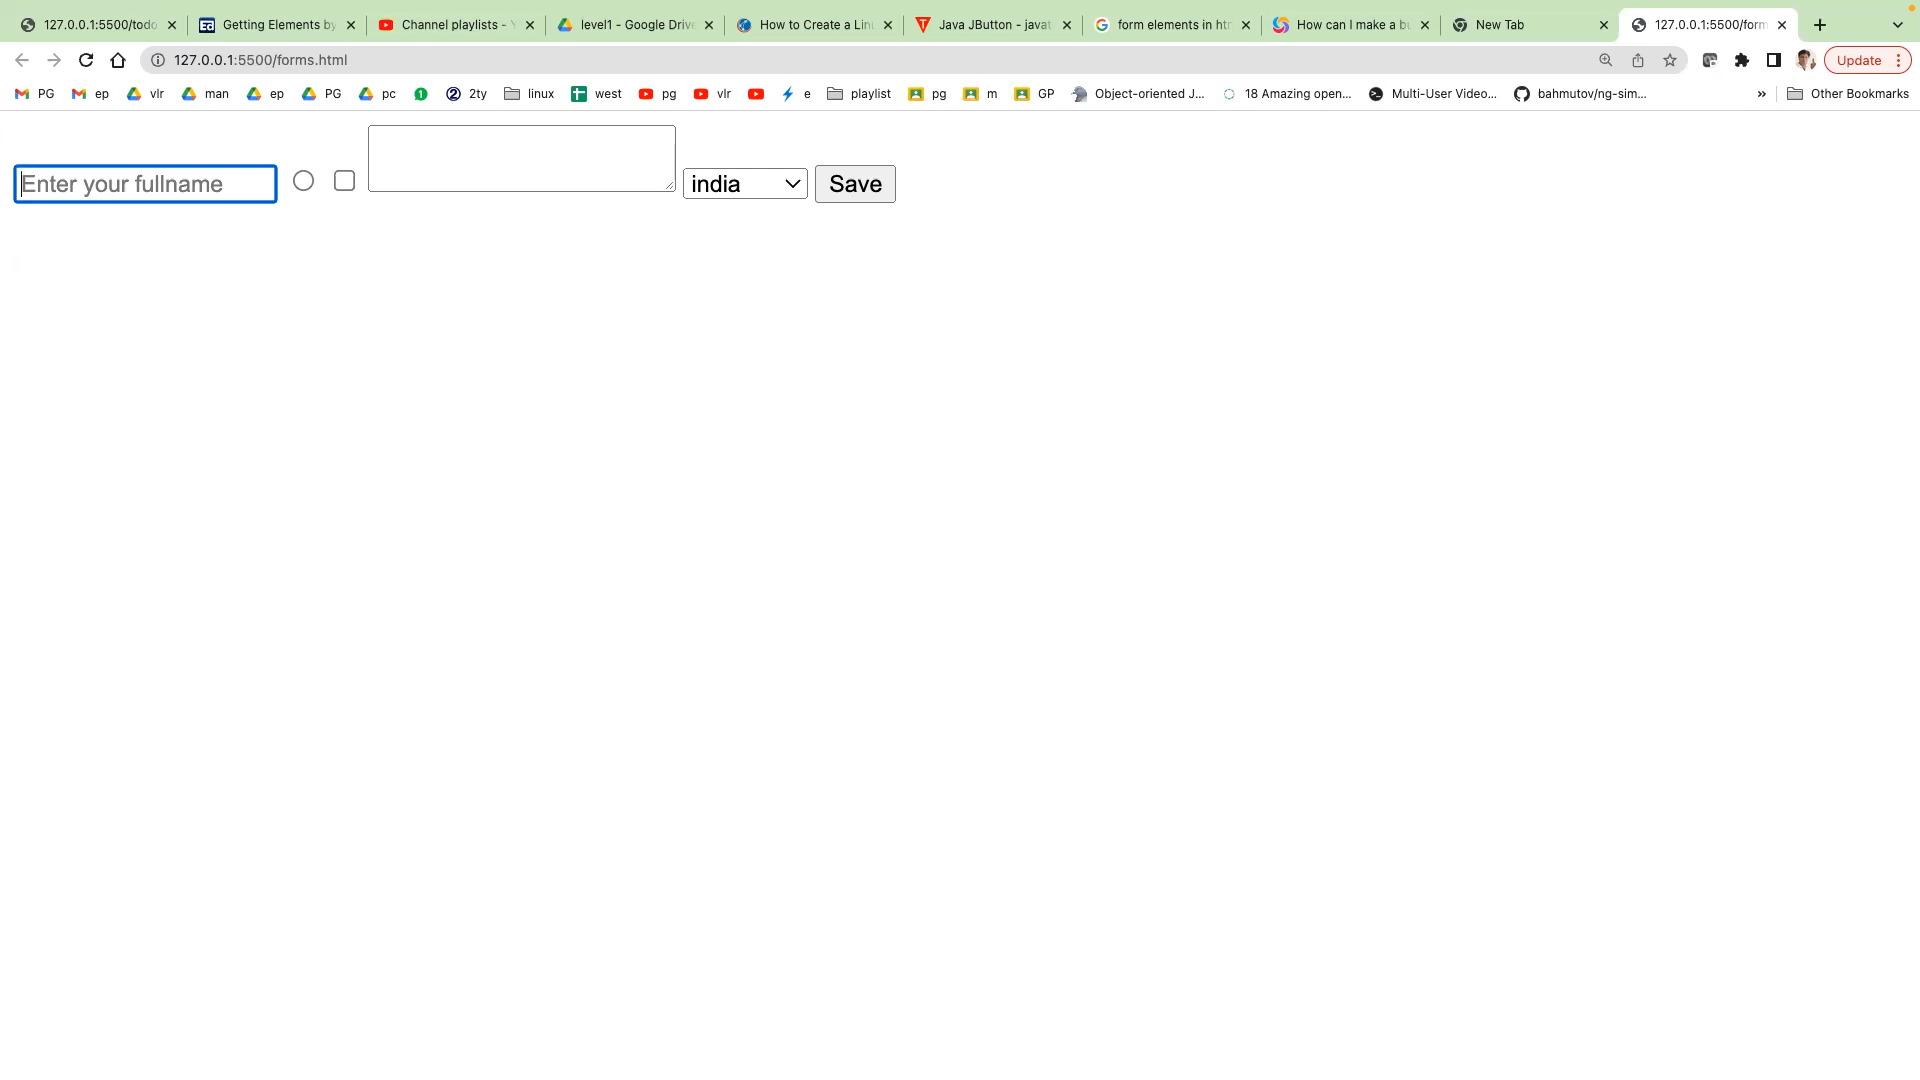 127.0.0.1:5500/todo Getting Elements by Channel playlists - Y level1 - Google Drive How to Create a Lin Java JButton - javat form elements in htm How can I make a bu New Tab 127.0.0.1:5500/form
127.0.0.1:5500/forms.html Update
PG ep vlr man ep PG pc 1 2 2ty linux west pg vlr e playlist pg m GP Object-oriented J... 18 Amazing open... Multi-User Video... bahmutov/ng-sim... » Other Bookmarks
Enter your fullname india Save